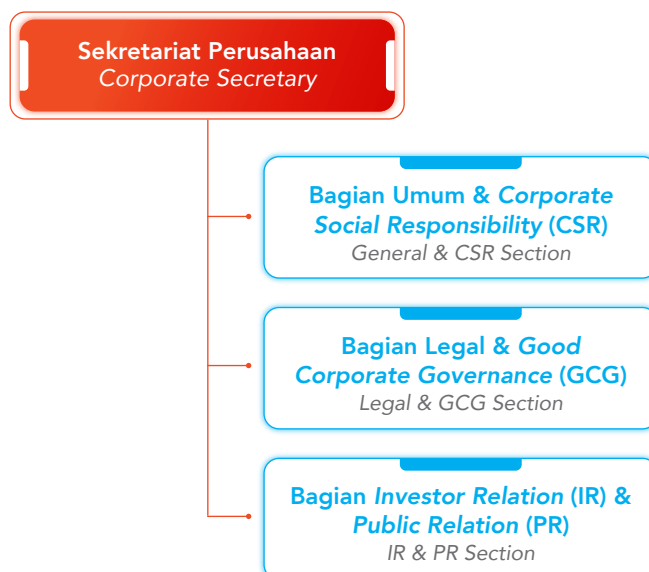 Sekretariat Perusahaan
Corporate Secretary
Bagian Umum & Corporate
Social Responsibility (CSR)
General & CSR Section
Bagian Legal & Good
Corporate Governance (GCG)
Legal & GCG Section
Bagian Investor Relation (IR) &
Public Relation (PR)
IR & PR Section